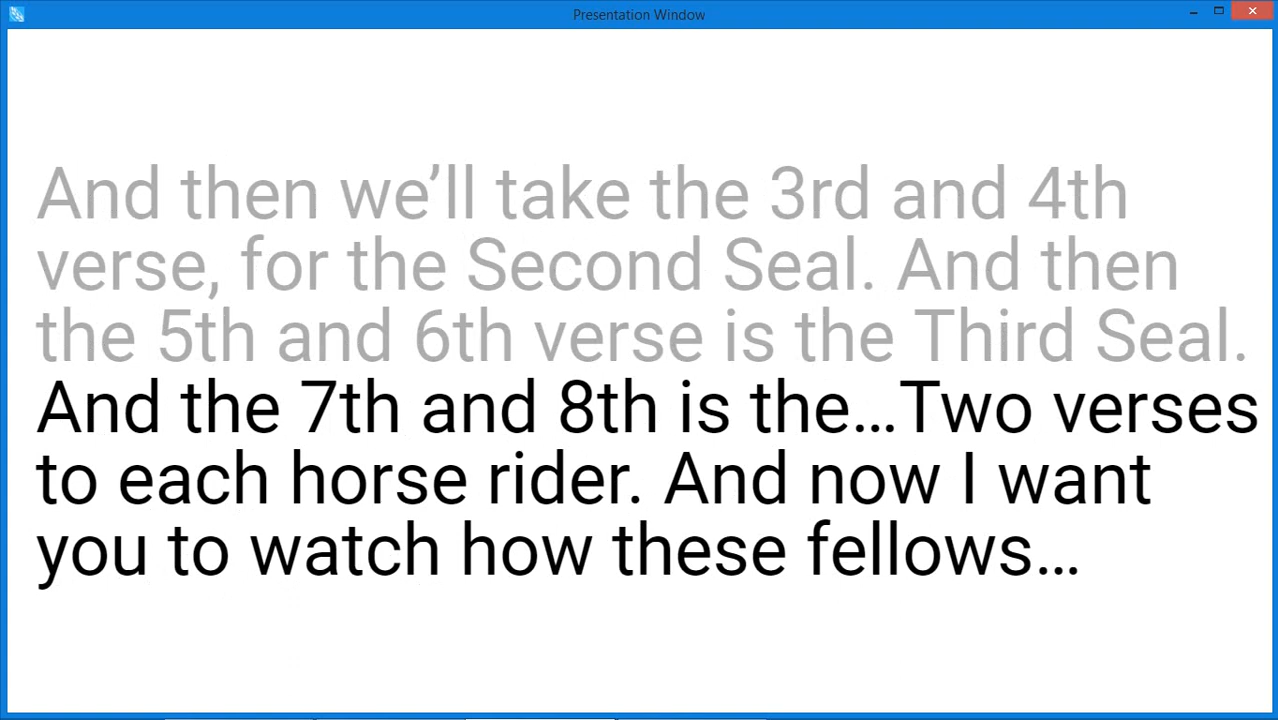 Presentation Window
And then we’ll take the 3rd and 4th
verse, for the Second Seal. And then
the 5th and 6th verse is the Third Seal.
And the 7th and 8th is the…Two verses
to each horse rider. And now I want
you to watch how these fellows…